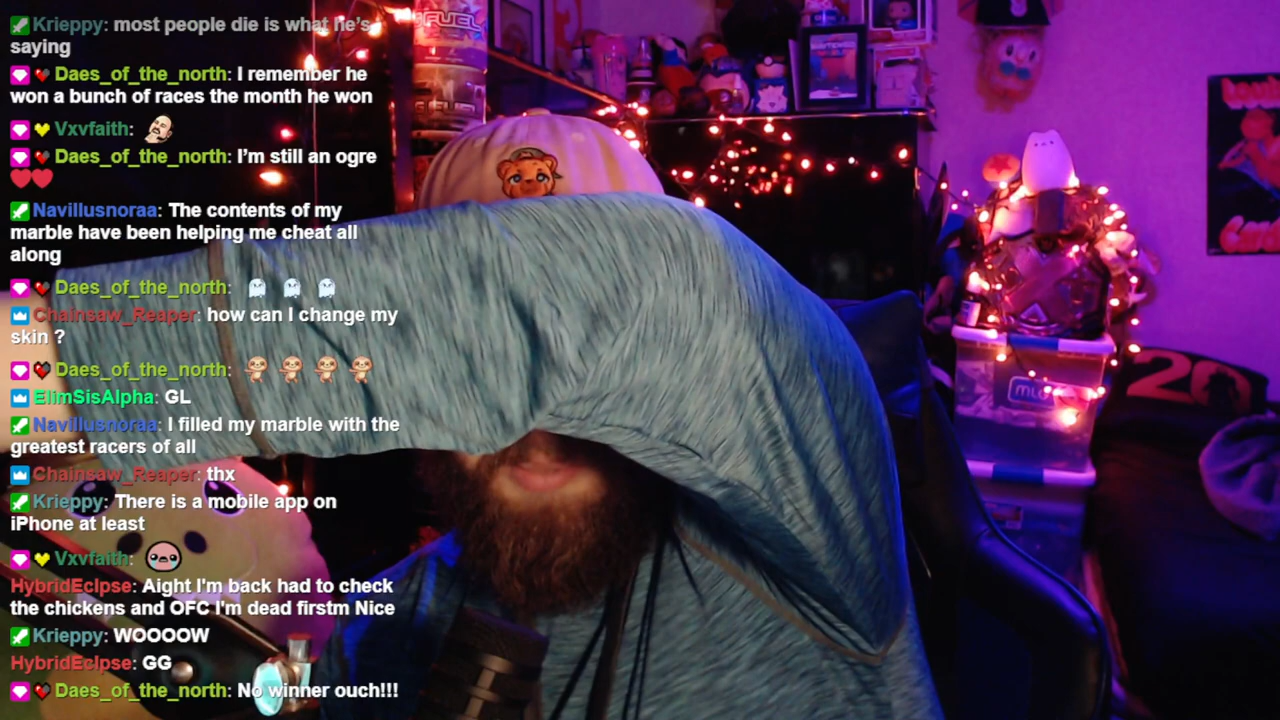 Krieppy: most people die is what he's
saying
Daes_of_the_north: I remember he
won a bunch of races the month he won
Vxvfaith:
Daes_of_the_north: I'm still an ogre
Navillusnoraa: The contents of my
marble have been helping me cheat all
along
Daes_of_the_north:
Chainsaw_Reaper: how can I change my
skin ?
Daes_of_the_north:
ElimSisAlpha: GL
Navillusnoraa: I filled my marble with the
greatest racers of all
Chainsaw_Reaper: thx
Krieppy: There is a mobile app on
iPhone at least
Vxvfaith:
HybridEclpse: Aight I'm back had to check
the chickens and OFC I'm dead firstm Nice
Krieppy: WOOOOW
HybridEclpse: GG
Daes_of_the_north: No winner ouch!!!
FUEL
20